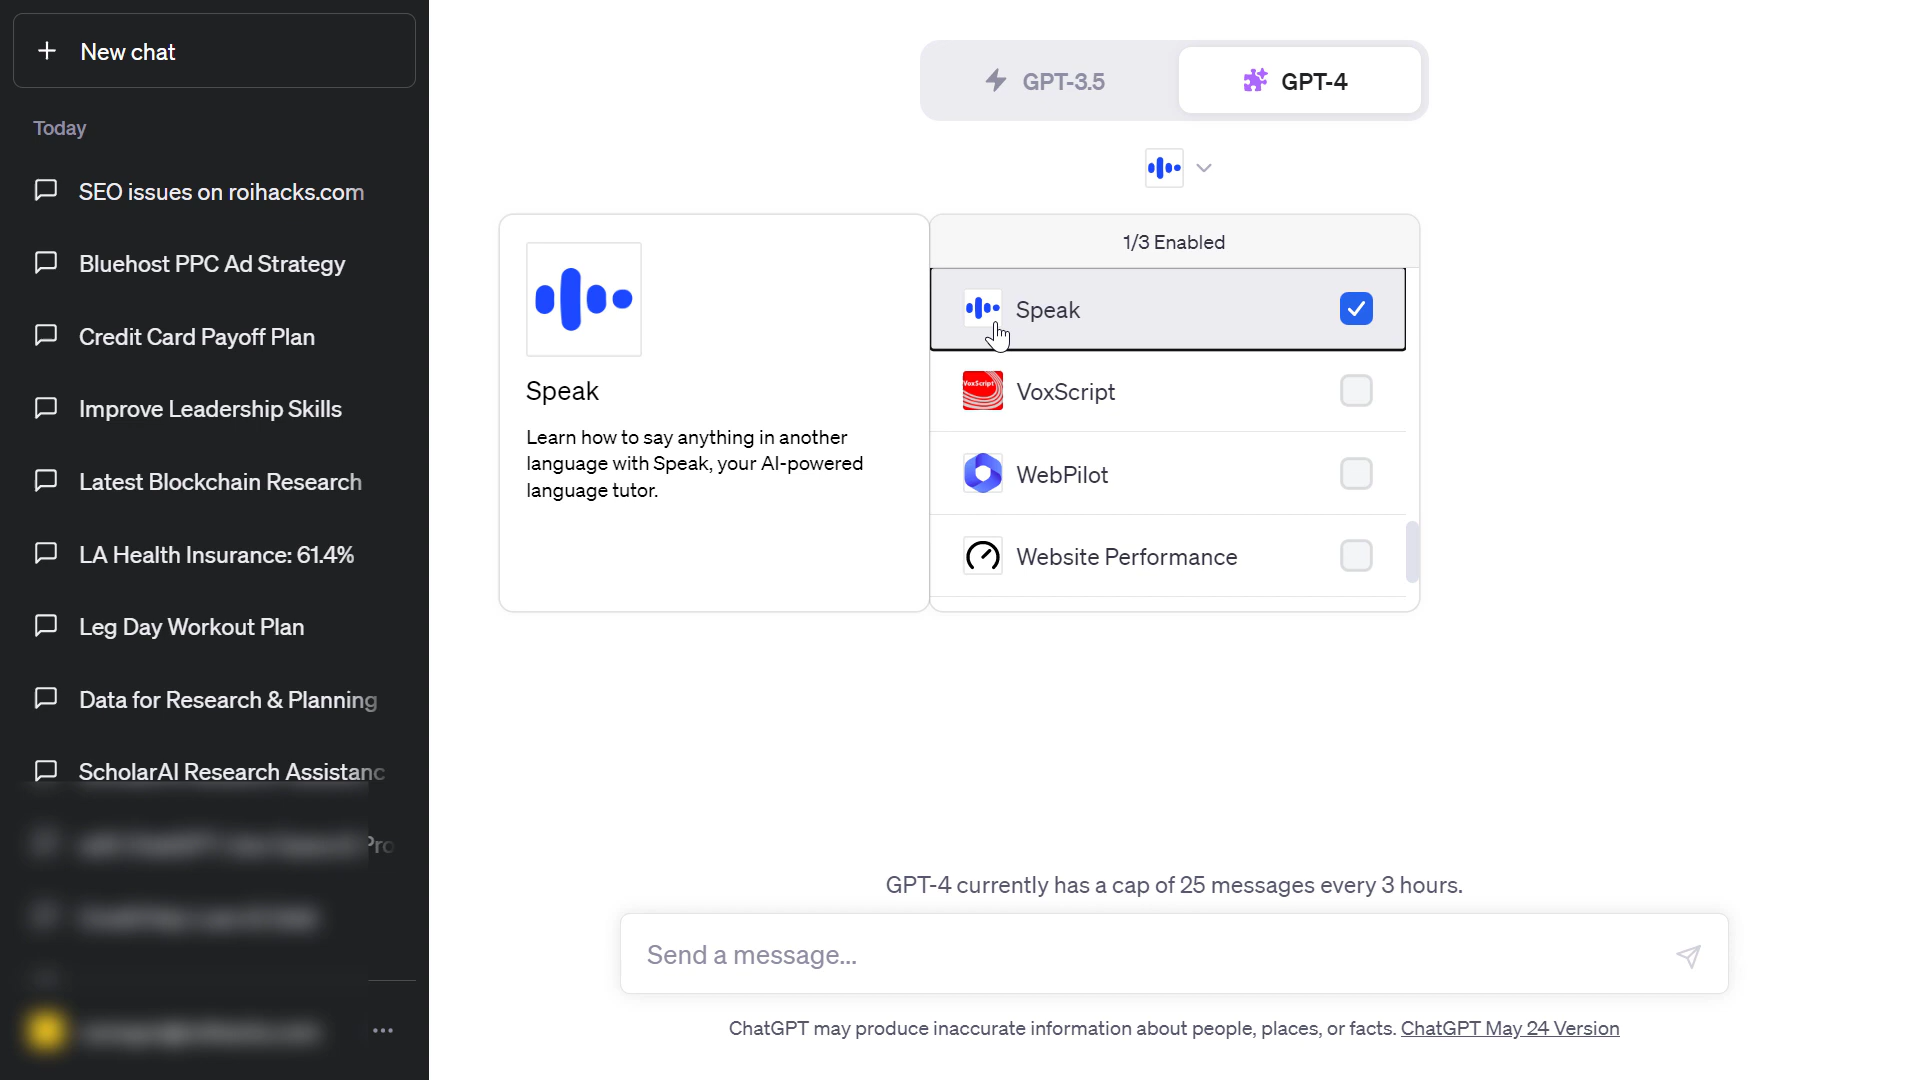 New chat
Today
SEO issues on roihacks.com
Bluehost PPC Ad Strategy
Credit Card Payoff Plan
Improve Leadership Skills
Latest Blockchain Research
LA Health Insurance: 61.4%
Leg Day Workout Plan
Data for Research & Planning
ScholarAI Research Assistanc
GPT-3.5
GPT-4
Speak
Learn how to say anything in another
language with Speak, your AI-powered
language tutor.
1/3 Enabled
Speak
VoxScript
VoxScript
WebPilot
Website Performance
GPT-4 currently has a cap of 25 messages every 3 hours.
Send a message...
ChatGPT may produce inaccurate information about people, places, or facts. ChatGPT May 24 Version